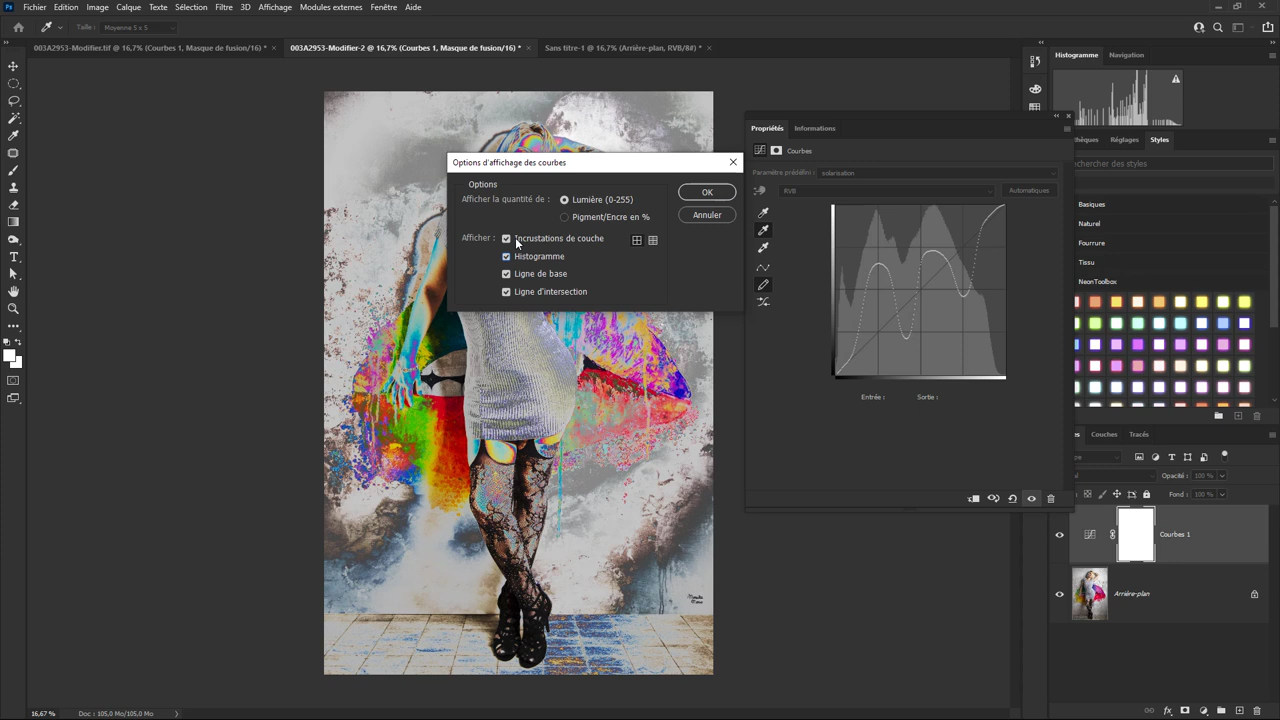 Ps Fichier Edition Image Calque Texte Sélection Filtre 3D Affichage Modules externes Fenêtre Aide
Taille : Moyenne 5 x 5
003A2953-Modifier.tif @ 16,7% (Courbes 1, Masque de fusion/16) * × 003A2953-Modifier-2 @ 16,7% (Courbes 1, Masque de fusion/16) * × Sans titre-1 @ 16,7% (Arrière-plan, RVB/8#) * ×
Histogramme Navigation
Propriétés Informations
Courbes
Paramètre prédéfini : solarisation
RVB Automatiques
Entrée : Sortie :
Options d'affichage des courbes
Options
Afficher la quantité de : Lumière (0-255)
Pigment/Encre en %
Afficher : Incrustations de couche
Histogramme
Ligne de base
Ligne d'intersection
OK
Annuler
thèques Réglages Styles
chercher des styles
Basiques
Naturel
Fourrure
Tissu
NeonToolbox
es Couches Tracés
pe
Opacité : 100 %
Fond : 100 %
Courbes 1
Arrière-plan
16,67 % Doc : 105,0 Mo/105,0 Mo